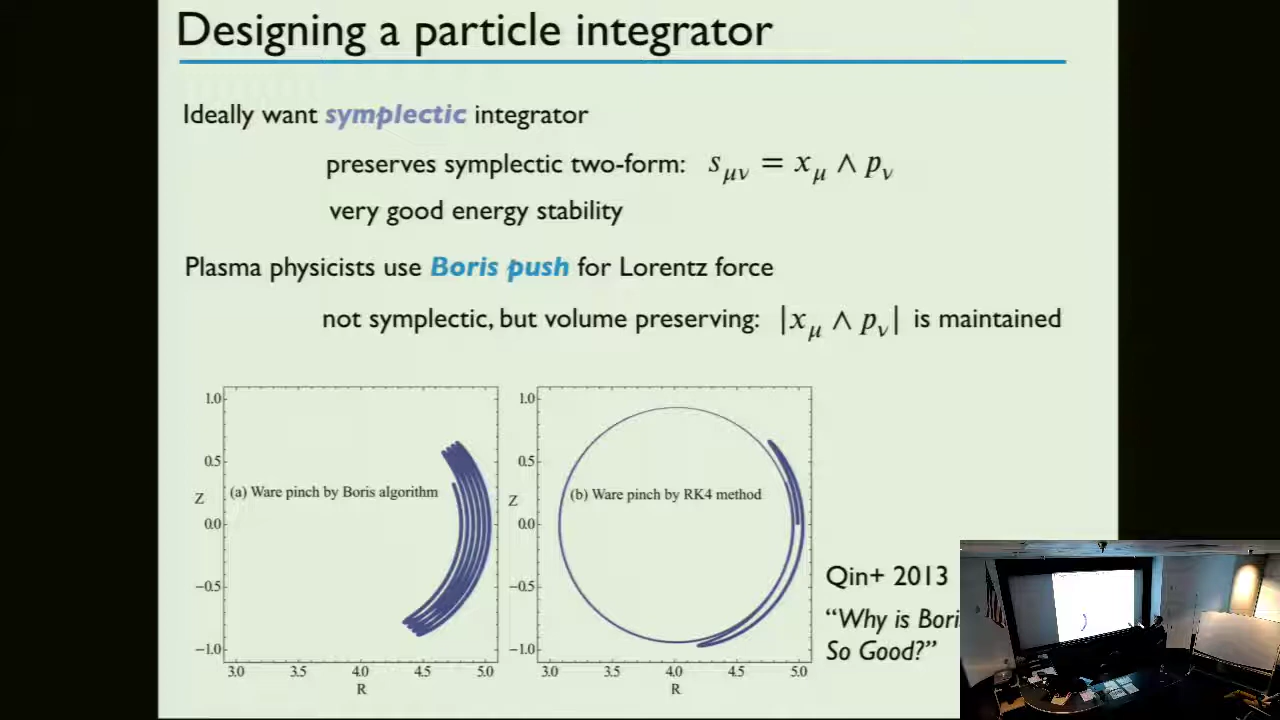 Designing a particle integrator
Ideally want symplectic integrator
preserves symplectic two-form: s_{μν} = x_μ ∧ p_ν
very good energy stability
Plasma physicists use Boris push for Lorentz force
not symplectic, but volume preserving: |x_μ ∧ p_ν| is maintained
1.0
0.5
Z
0.0
−0.5
−1.0
(a) Ware pinch by Boris algorithm
3.0 3.5 4.0 4.5 5.0
R
1.0
0.5
Z
0.0
−0.5
−1.0
(b) Ware pinch by RK4 method
3.0 3.5 4.0 4.5 5.0
R
Qin+ 2013
“Why is Bori
So Good?”